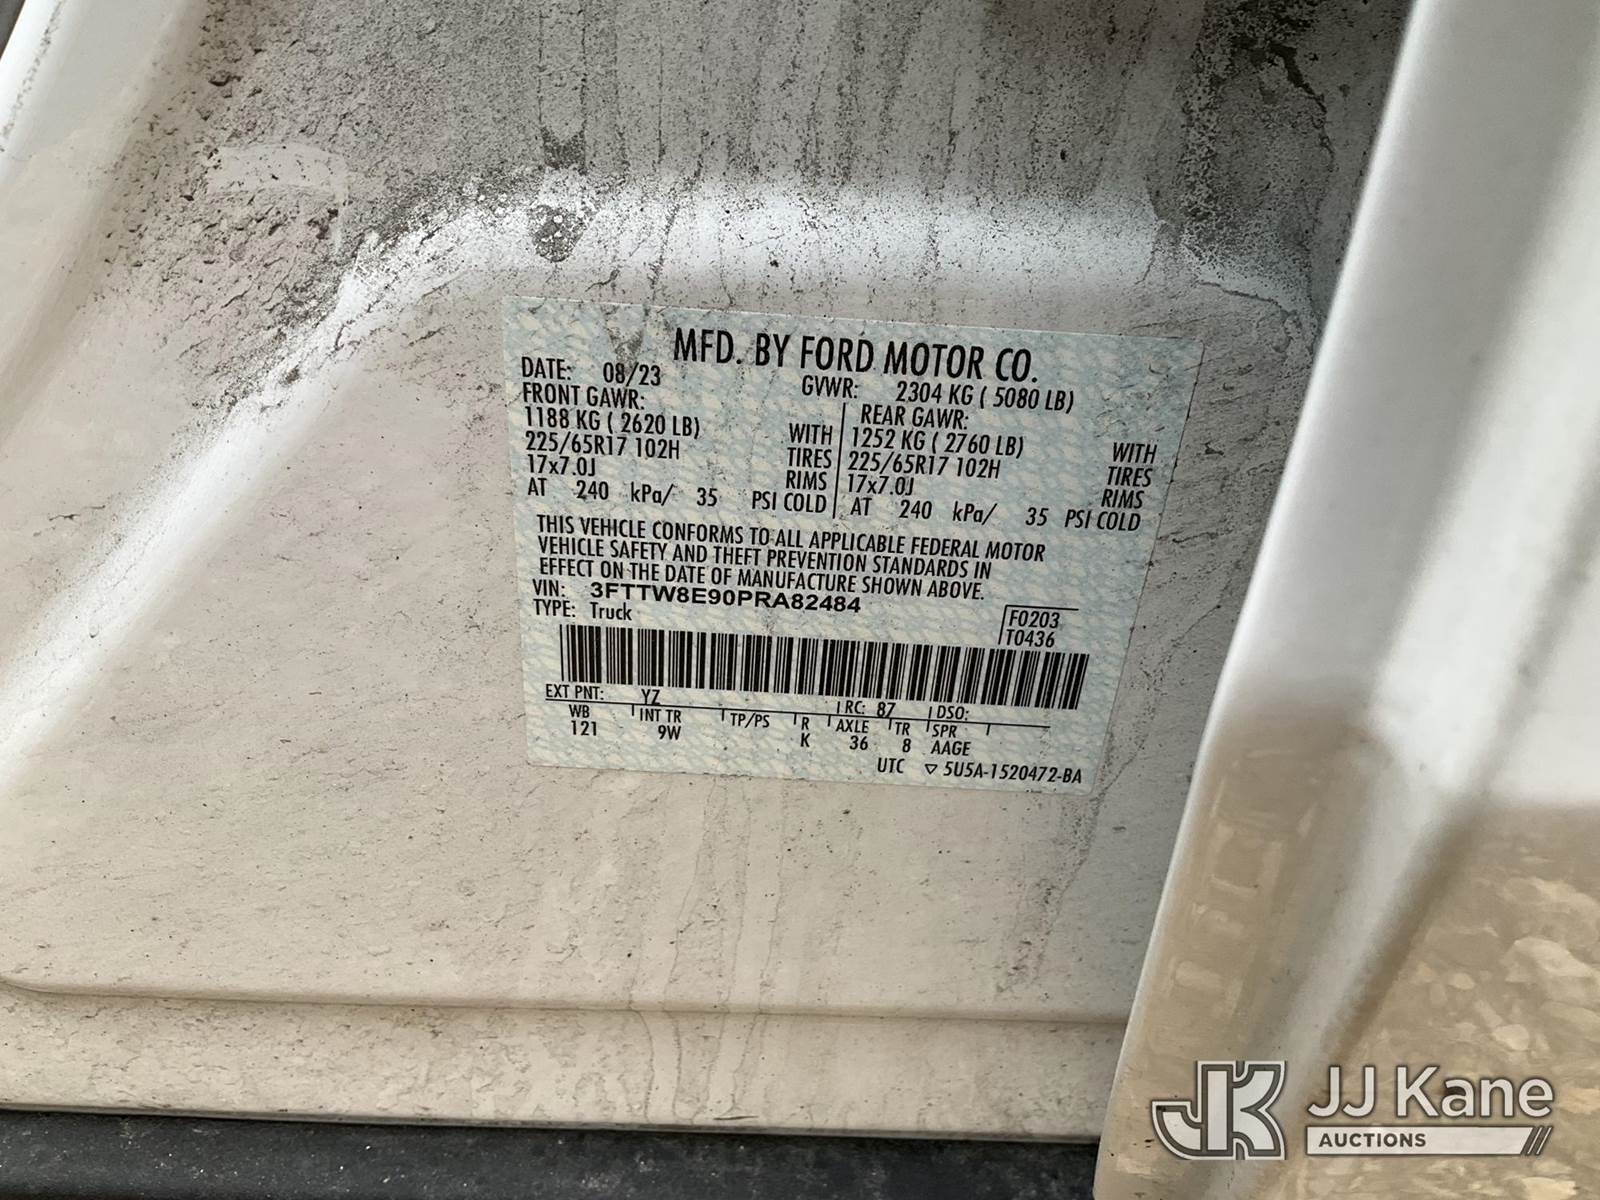 MFD. BY FORD MOTOR CO.
DATE: 08/23 GVWR: 2304 KG ( 5080 LB)
FRONT GAWR: REAR GAWR:
1188 KG ( 2620 LB) WITH 1252 KG ( 2760 LB) WITH
225/65R17 102H TIRES 225/65R17 102H TIRES
17x7.0J RIMS 17x7.0J RIMS
AT 240 kPa/ 35 PSI COLD AT 240 kPa/ 35 PSI COLD
THIS VEHICLE CONFORMS TO ALL APPLICABLE FEDERAL MOTOR
VEHICLE SAFETY AND THEFT PREVENTION STANDARDS IN
EFFECT ON THE DATE OF MANUFACTURE SHOWN ABOVE.
VIN: 3FTTW8E90PRA82484
TYPE: Truck
F0203
T0436
EXT PNT: YZ RC: 87 DSO:
WB INT TR TP/PS R AXLE TR SPR
121 9W K 36 8 AAGE
UTC ▽ 5U5A-1520472-BA
JK JJ Kane
AUCTIONS